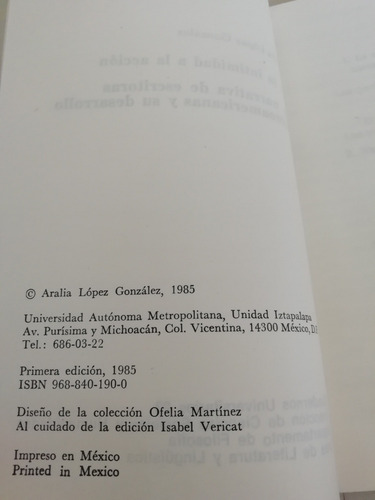 © Aralia López González, 1985
Universidad Autónoma Metropolitana, Unidad Iztapalapa
Av. Purísima y Michoacán, Col. Vicentina, 14300 México,
Tel.: 686-03-22
Primera edición, 1985
ISBN 968-840-190-0
Diseño de la colección Ofelia Martínez
Al cuidado de la edición Isabel Vericat
Impreso en México
Printed in Mexico